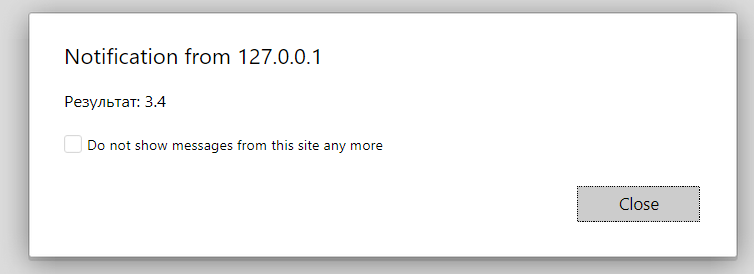 Notification from 127.0.0.1
Результат: 3.4
Do not show messages from this site any more
Close